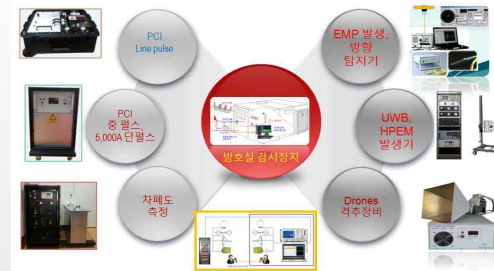 PCI
Line pulse
PCI
중 펄스,
5,000A 단펄스
차폐도
측정
방호실 감시장치
EMP 발생,
방향
탐지기
UWB,
HPEM
발생기
Drones
격추장비